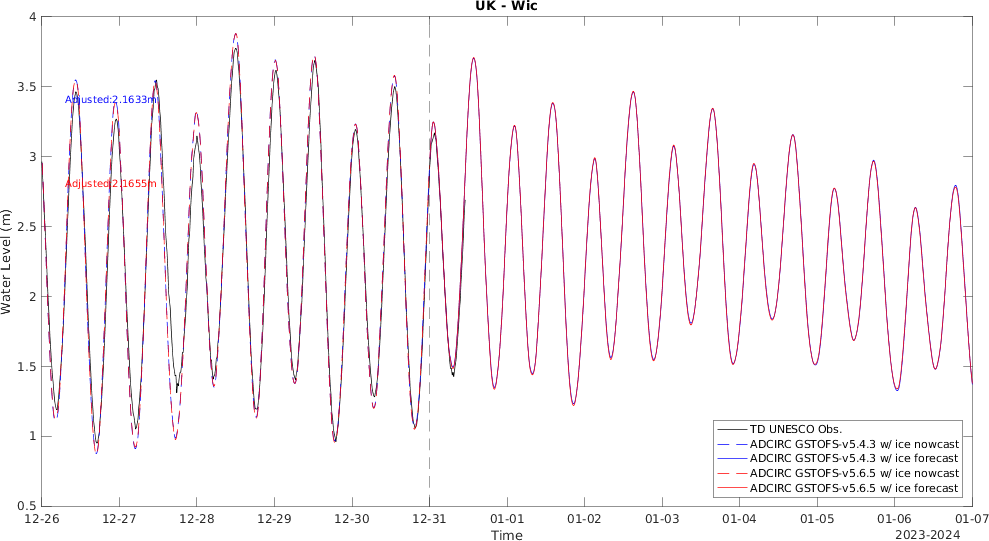 UK - Wic
Water Level (m)
4
3.5
3
2.5
2
1.5
1
0.5
Adjusted:2.1633m
Adjusted:2.1655m
TD UNESCO Obs.
ADCIRC GSTOFS-v5.4.3 w/ ice nowcast
ADCIRC GSTOFS-v5.4.3 w/ ice forecast
ADCIRC GSTOFS-v5.6.5 w/ ice nowcast
ADCIRC GSTOFS-v5.6.5 w/ ice forecast
12-26 12-27 12-28 12-29 12-30 12-31 01-01 01-02 01-03 01-04 01-05 01-06 01-07
Time
2023-2024